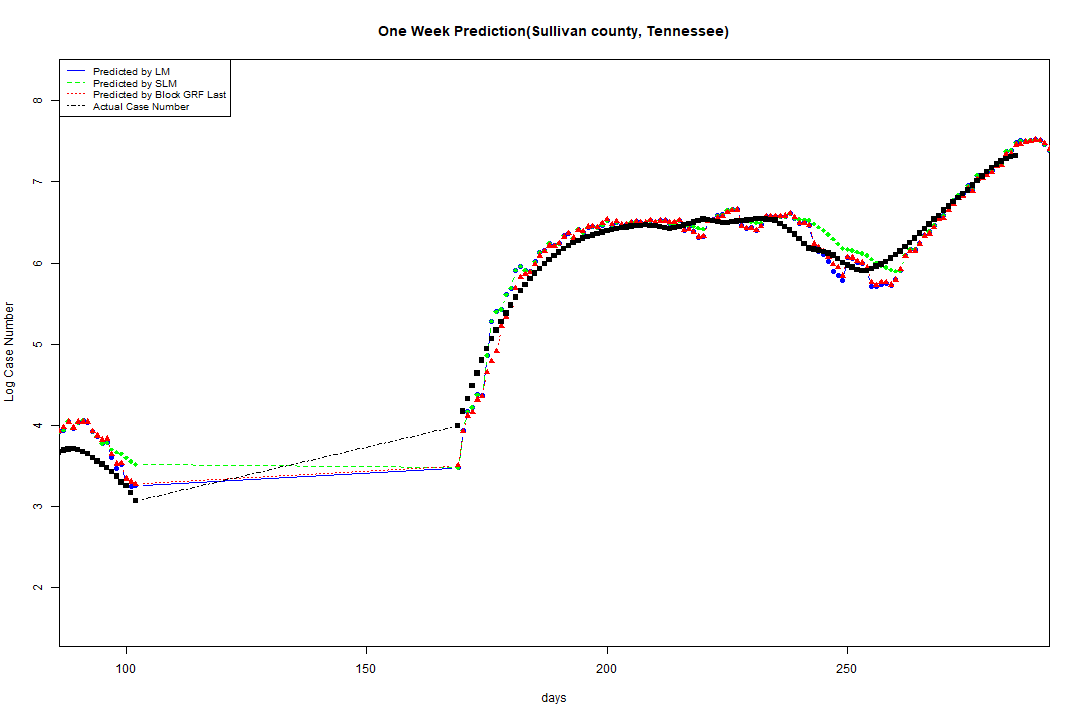 One Week Prediction(Sullivan county, Tennessee)
Predicted by LM
Predicted by SLM
Predicted by Block GRF Last
Actual Case Number
8
7
6
5
4
3
2
Log Case Number
100 150 200 250
days